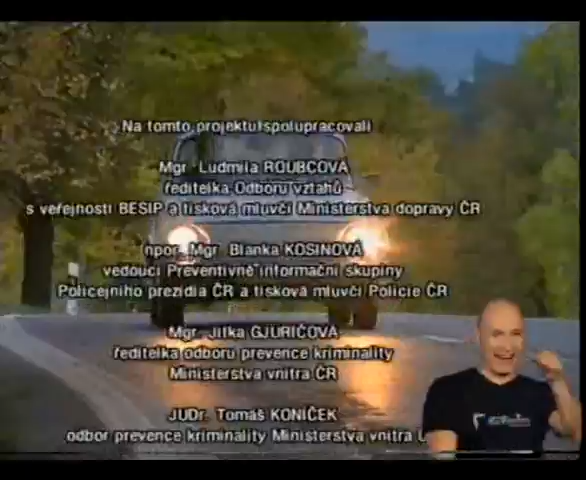 Na tomto projektu spolupracovali
Mgr Ludmila ROUBCOVÁ
ředitelka Odboru vztahů
s veřejností BESIP a tisková mluvčí Ministerstva dopravy ČR
npor. Mgr Blanka KOSINOVÁ
vedoucí Preventivně informační skupiny
Policejního prezidia ČR a tisková mluvčí Policie ČR
Mgr Jitka GJURIČOVÁ
ředitelka odboru prevence kriminality
Ministerstva vnitra ČR
JUDr. Tomáš KONÍČEK
odbor prevence kriminality Ministerstva vnitra